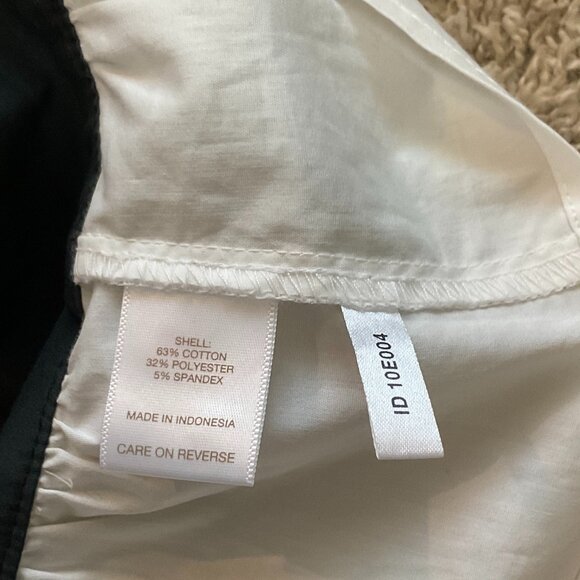 SHELL:
63% COTTON
32% POLYESTER
5% SPANDEX
MADE IN INDONESIA
CARE ON REVERSE
ID 10E004